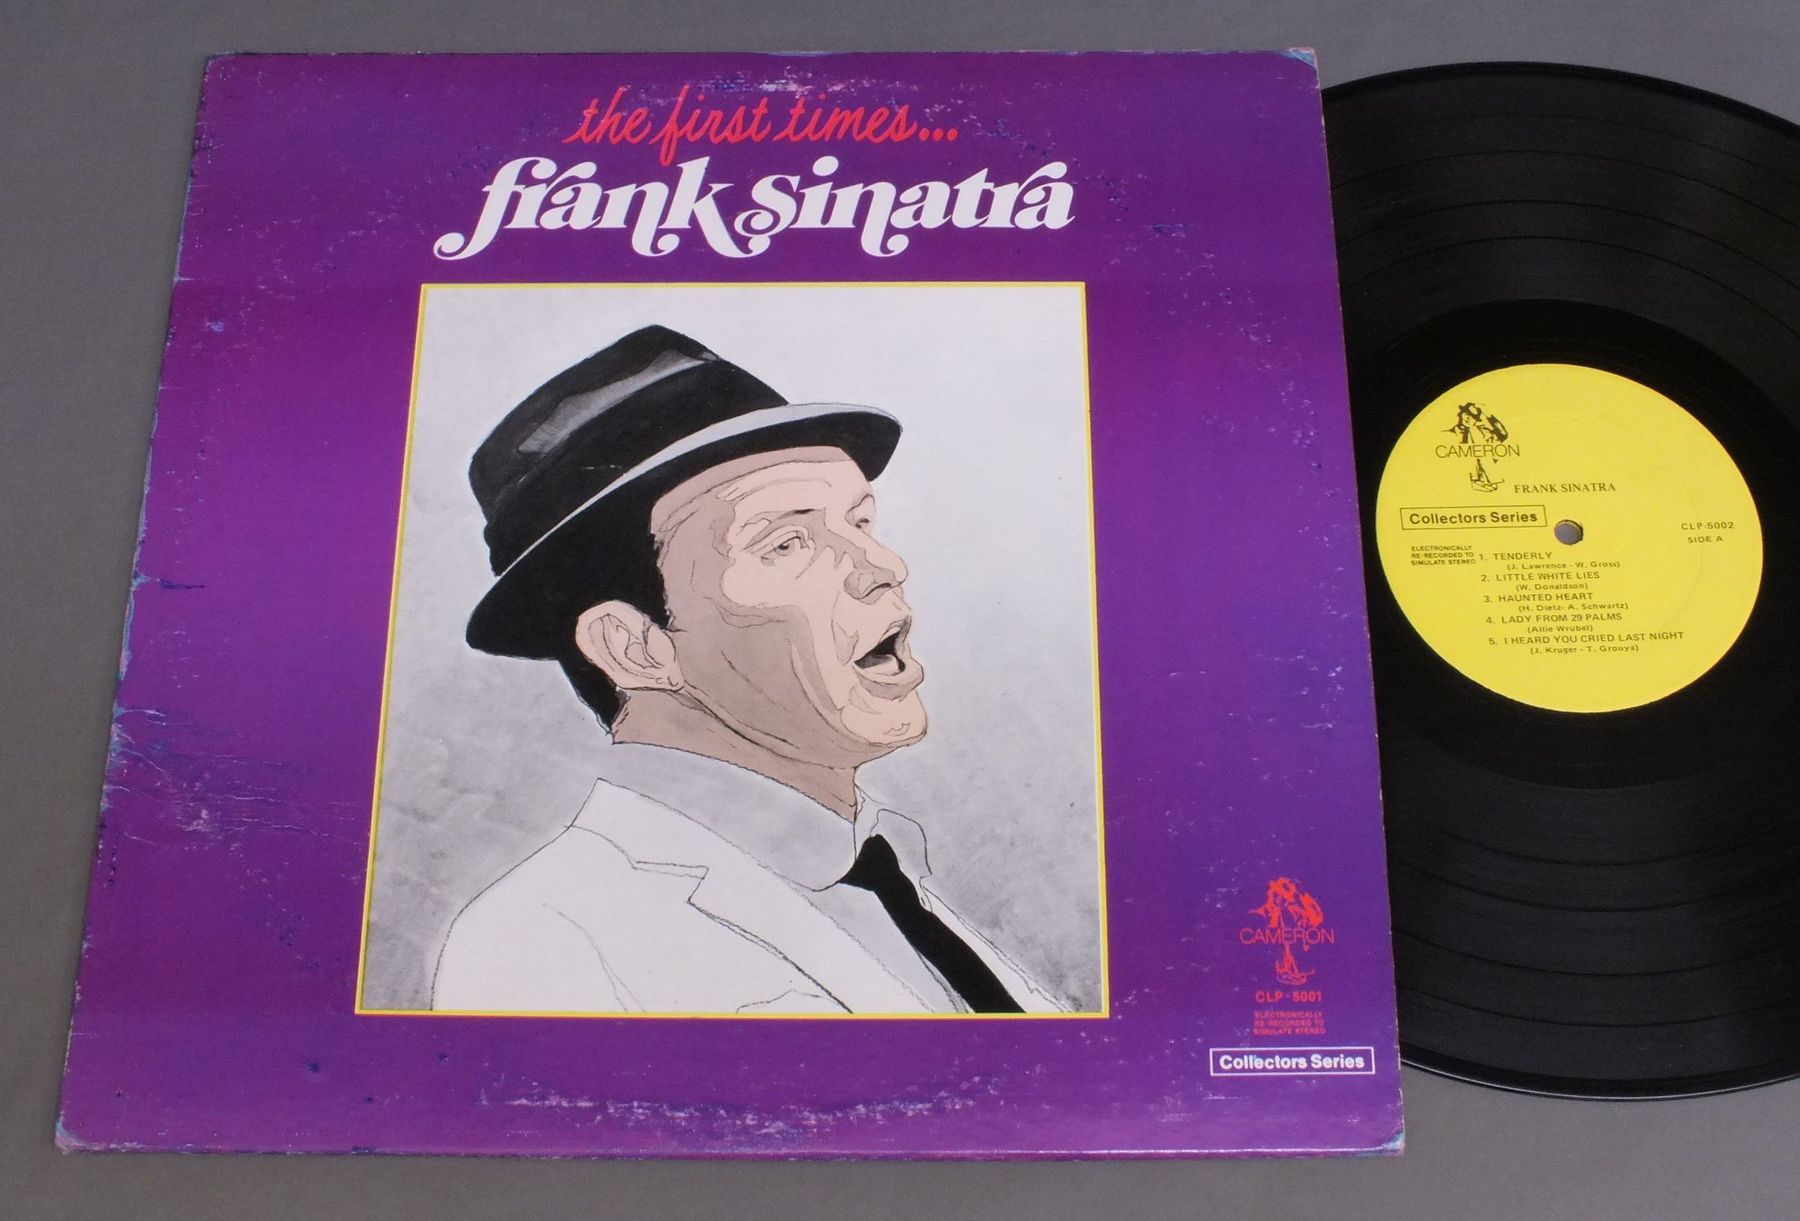 the first times...
frank sinatra
CAMERON
CLP-5001
ELECTRONICALLY
RE-RECORDED TO
SIMULATE STEREO
Collectors Series
CAMERON
FRANK SINATRA
Collectors Series
CLP-5002
SIDE A
ELECTRONICALLY
RE-RECORDED TO
SIMULATE STEREO
1. TENDERLY
(J. Lawrence - W. Gross)
2. LITTLE WHITE LIES
(W. Donaldson)
3. HAUNTED HEART
(H. Dietz- A. Schwartz)
4. LADY FROM 29 PALMS
(Allie Wrubel)
5. I HEARD YOU CRIED LAST NIGHT
(J. Kruger - T. Grouya)